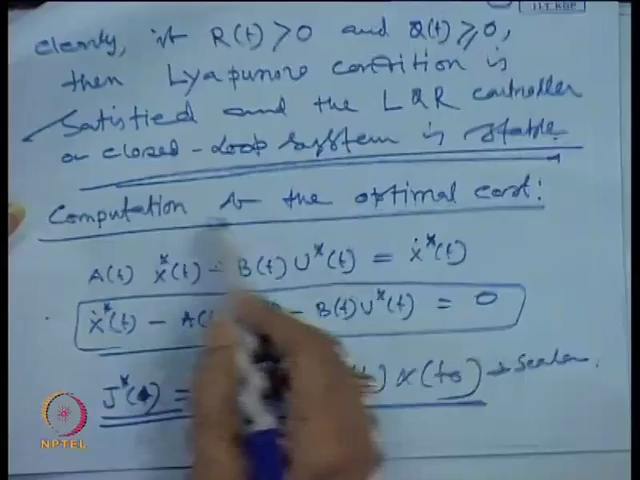 IIT KGP
clearly, if R(t) > 0 and Q(t) ≥ 0,
then Lyapunov condition is
satisfied and the LQR controller
or closed-loop system is stable
Computation of the optimal cost:
A(t) x*(t) + B(t) U*(t) = ẋ*(t)
ẋ*(t) - A( - B(t) U*(t) = 0
J*( ) = x(t0) → scalar.
NPTEL